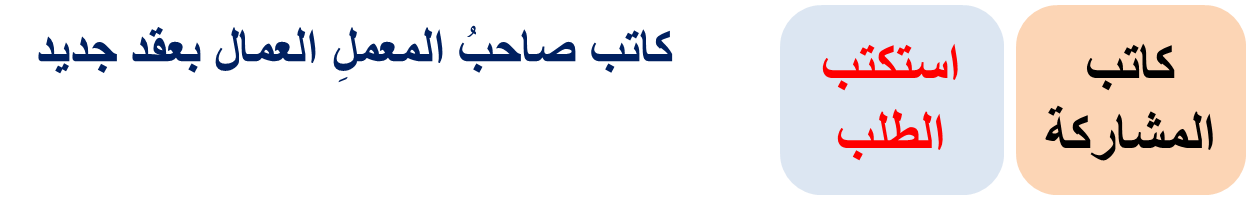 كاتب
المشاركة
استكتب
الطلب
كاتب صاحبُ المعملِ العمال بعقد جديد